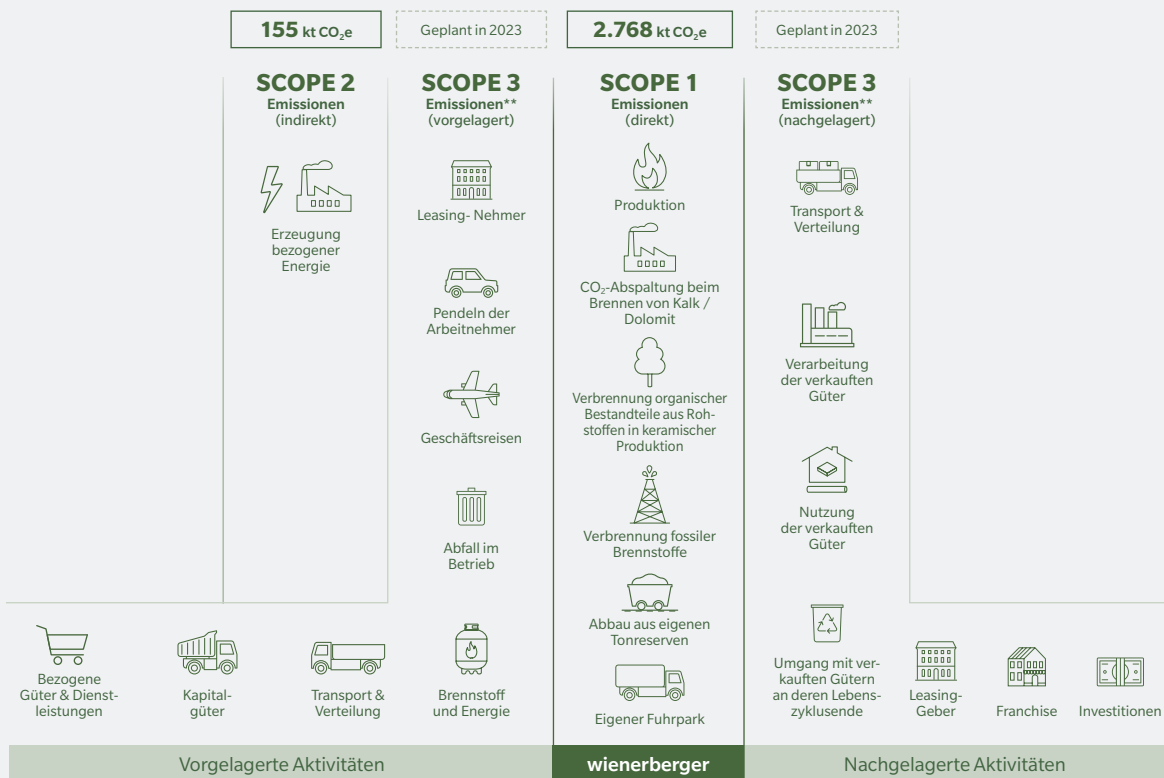 155 kt CO₂e
Geplant in 2023
2.768 kt CO₂e
Geplant in 2023
SCOPE 2
Emissionen
(indirekt)
Erzeugung
bezogener
Energie
SCOPE 3
Emissionen**
(vorgelagert)
Leasing- Nehmer
Pendeln der
Arbeitnehmer
Geschäftsreisen
Abfall im
Betrieb
Brennstoff
und Energie
SCOPE 1
Emissionen
(direkt)
Produktion
CO₂-Abspaltung beim
Brennen von Kalk /
Dolomit
Verbrennung organischer
Bestandteile aus Roh-
stoffen in keramischer
Produktion
Verbrennung fossiler
Brennstoffe
Abbau aus eigenen
Tonreserven
Eigener Fuhrpark
SCOPE 3
Emissionen**
(nachgelagert)
Transport &
Verteilung
Verarbeitung
der verkauften
Güter
Nutzung
der verkauften
Güter
Umgang mit ver-
kauften Gütern
an deren Lebens-
zyklusende
Bezogene
Güter & Dienst-
leistungen
Kapital-
güter
Transport &
Verteilung
Leasing-
Geber
Franchise
Investitionen
Vorgelagerte Aktivitäten
wienerberger
Nachgelagerte Aktivitäten